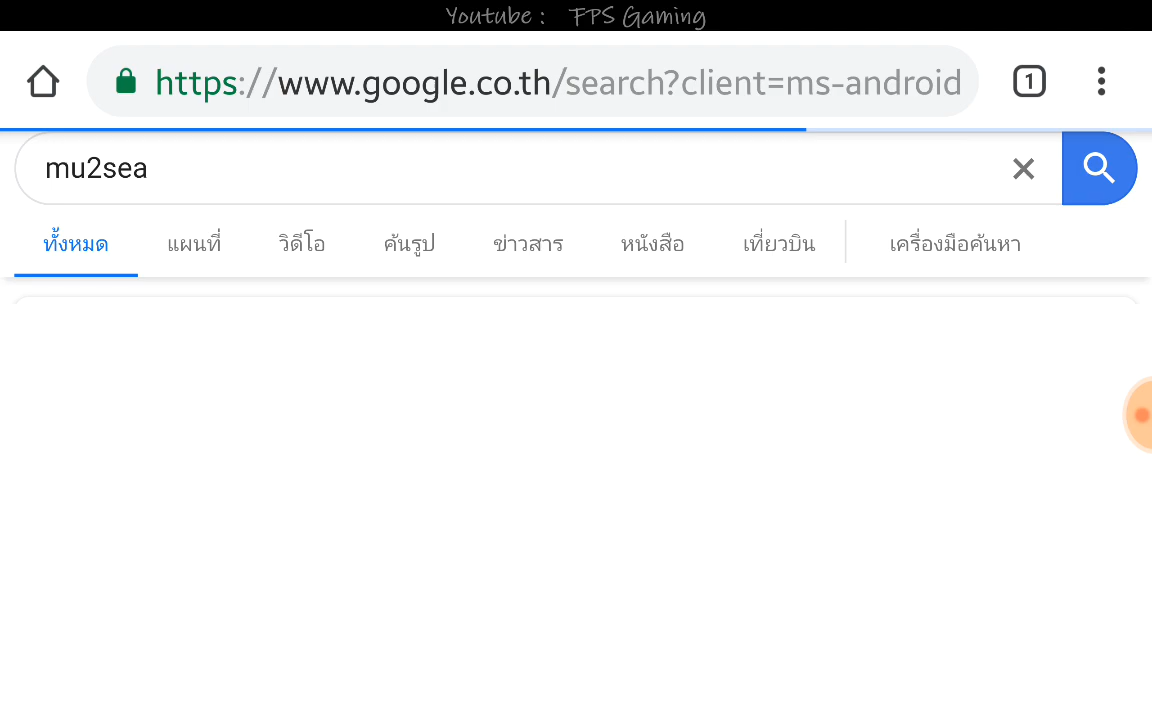 Youtube : FPS Gaming
https://www.google.co.th/search?client=ms-android
1
mu2sea
ทั้งหมด แผนที่ วิดีโอ ค้นรูป ข่าวสาร หนังสือ เที่ยวบิน เครื่องมือค้นหา